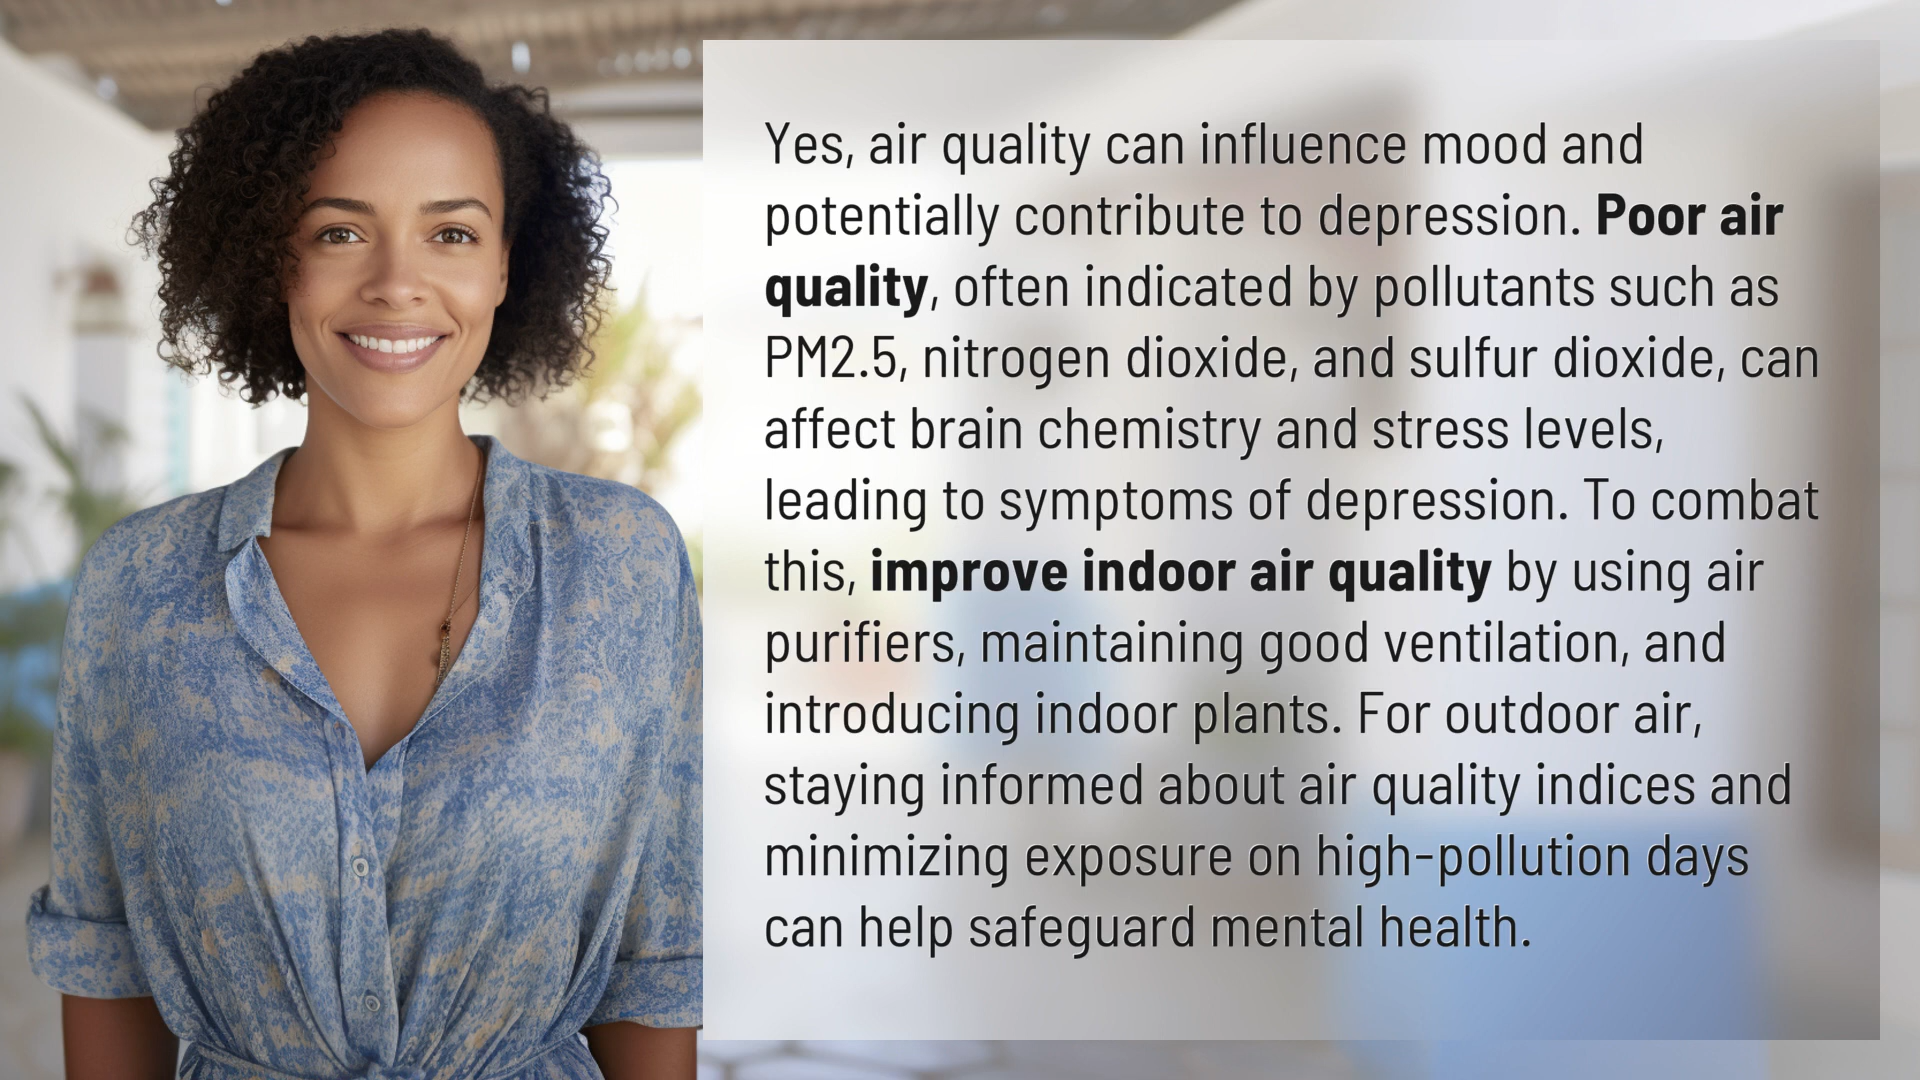 Yes, air quality can influence mood and
potentially contribute to depression. Poor air
quality, often indicated by pollutants such as
PM2.5, nitrogen dioxide, and sulfur dioxide, can
affect brain chemistry and stress levels,
leading to symptoms of depression. To combat
this, improve indoor air quality by using air
purifiers, maintaining good ventilation, and
introducing indoor plants. For outdoor air,
staying informed about air quality indices and
minimizing exposure on high-pollution days
can help safeguard mental health.